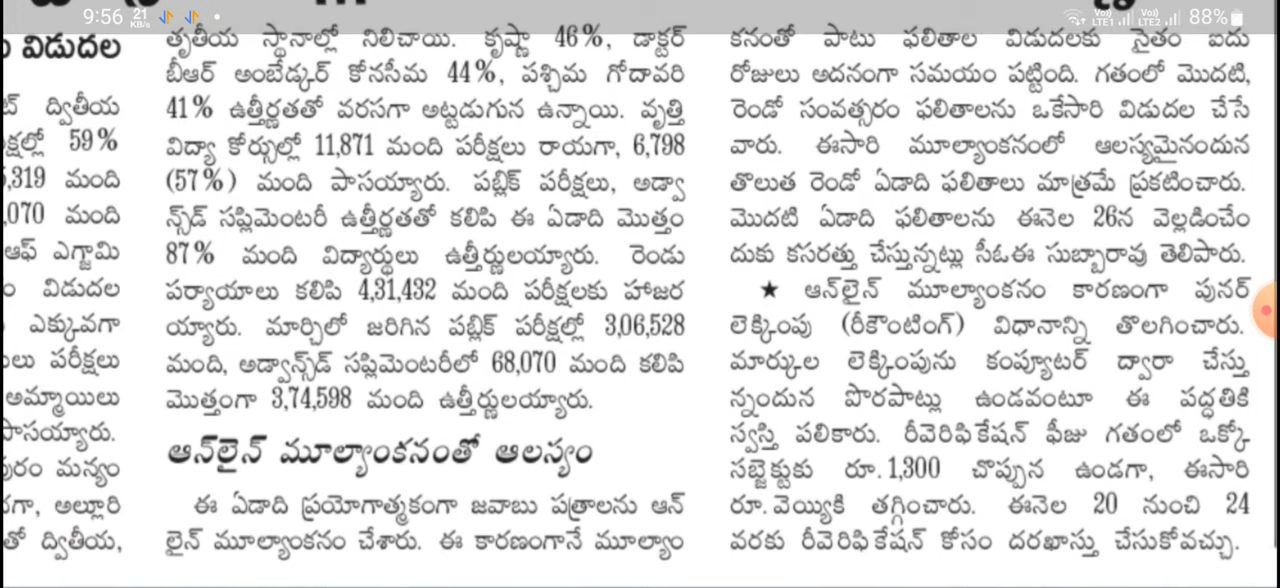 9:56 21 KB/s Vo) LTE1 Vo) LTE2 88%
విడుదల
ద్వితీయ
59%
,319 మంది
,070 మంది
ఆఫ్ ఎగ్జామి
విడుదల
ఎక్కువగా
పరీక్షలు
అమ్మాయిలు
పాసయ్యారు.
మన్యం
అల్లూరి
తో ద్వితీయ,
తృతీయ స్థానాల్లో నిలిచాయి. కృష్ణా 46%, డాక్టర్
బీఆర్ అంబేడ్కర్ కోనసీమ 44%, పశ్చిమ గోదావరి
41% ఉత్తీర్ణతతో వరసగా అట్టడుగున ఉన్నాయి. వృత్తి
విద్యా కోర్సుల్లో 11,871 మంది పరీక్షలు రాయగా, 6,798
(57%) మంది పాసయ్యారు. పబ్లిక్ పరీక్షలు, అడ్వా
న్స్‌డ్ సప్లిమెంటరీ ఉత్తీర్ణతతో కలిపి ఈ ఏడాది మొత్తం
87% మంది విద్యార్థులు ఉత్తీర్ణులయ్యారు. రెండు
పర్యాయాలు కలిపి 4,31,432 మంది పరీక్షలకు హాజర
య్యారు. మార్చిలో జరిగిన పబ్లిక్ పరీక్షల్లో 3,06,528
మంది, అడ్వాన్స్‌డ్ సప్లిమెంటరీలో 68,070 మంది కలిపి
మొత్తంగా 3,74,598 మంది ఉత్తీర్ణులయ్యారు.
ఆన్‌లైన్ మూల్యాంకనంతో ఆలస్యం
ఈ ఏడాది ప్రయోగాత్మకంగా జవాబు పత్రాలను ఆన్
లైన్ మూల్యాంకనం చేశారు. ఈ కారణంగానే మూల్యాం
కనంతో పాటు ఫలితాల విడుదలకు సైతం ఐదు
రోజులు అదనంగా సమయం పట్టింది. గతంలో మొదటి,
రెండో సంవత్సరం ఫలితాలను ఒకేసారి విడుదల చేసే
వారు. ఈసారి మూల్యాంకనంలో ఆలస్యమైనందున
తొలుత రెండో ఏడాది ఫలితాలు మాత్రమే ప్రకటించారు.
మొదటి ఏడాది ఫలితాలను ఈనెల 26న వెల్లడించేం
దుకు కసరత్తు చేస్తున్నట్లు సీఓఈ సుబ్బారావు తెలిపారు.
★ ఆన్‌లైన్ మూల్యాంకనం కారణంగా పునర్
లెక్కింపు (రీకౌంటింగ్) విధానాన్ని తొలగించారు.
మార్కుల లెక్కింపును కంప్యూటర్ ద్వారా చేస్తు
న్నందున పొరపాట్లు ఉండవంటూ ఈ పద్ధతికి
స్వస్తి పలికారు. రీవెరిఫికేషన్ ఫీజు గతంలో ఒక్కో
సబ్జెక్టుకు రూ.1,300 చొప్పున ఉండగా, ఈసారి
రూ.వెయ్యికి తగ్గించారు. ఈనెల 20 నుంచి 24
వరకు రీవెరిఫికేషన్ కోసం దరఖాస్తు చేసుకోవచ్చు.